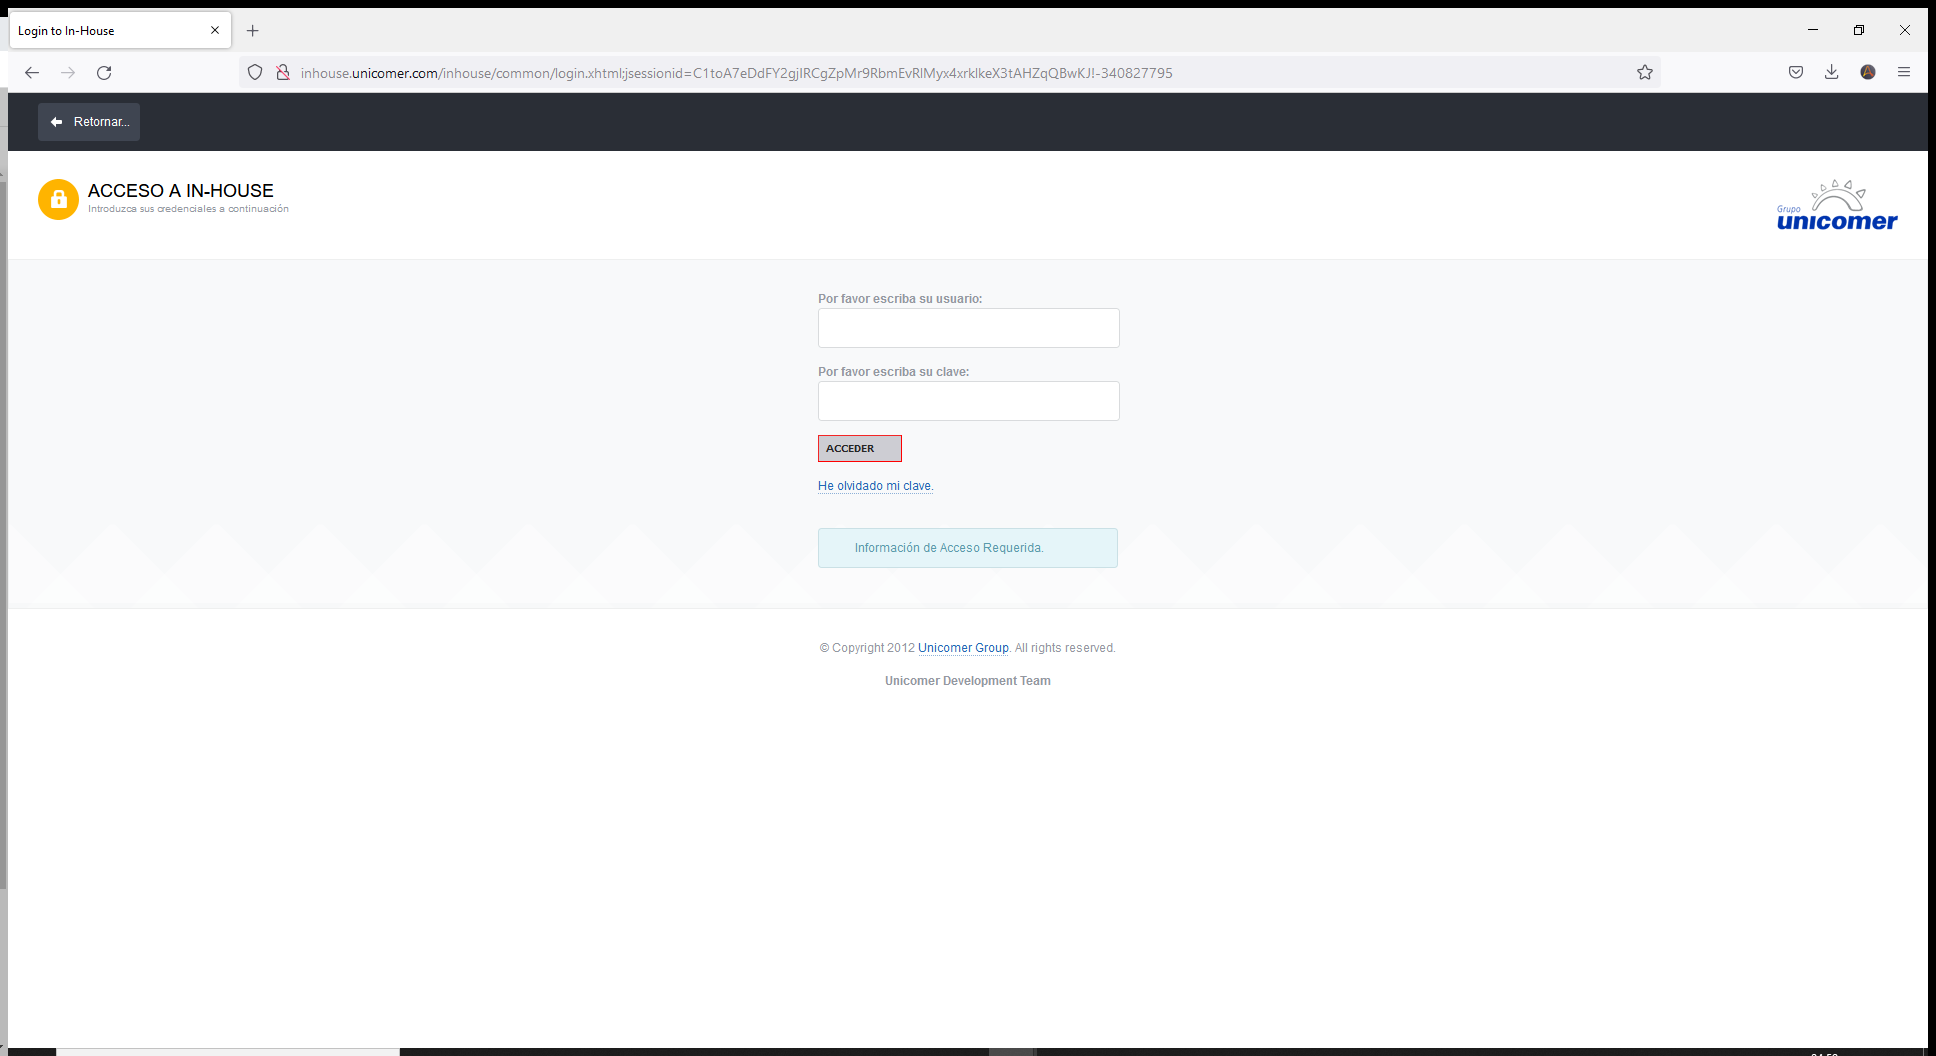 Login to In-House
inhouse.unicomer.com/inhouse/common/login.xhtml;jsessionid=C1toA7eDdFY2gjIRCgZpMr9RbmEvRlMyx4xrklkeX3tAHZqQBwKJ!-340827795
Retornar...
ACCESO A IN-HOUSE
Introduzca sus credenciales a continuación
Grupo
unicomer
Por favor escriba su usuario:
Por favor escriba su clave:
ACCEDER
He olvidado mi clave.
Información de Acceso Requerida.
© Copyright 2012 Unicomer Group. All rights reserved.
Unicomer Development Team